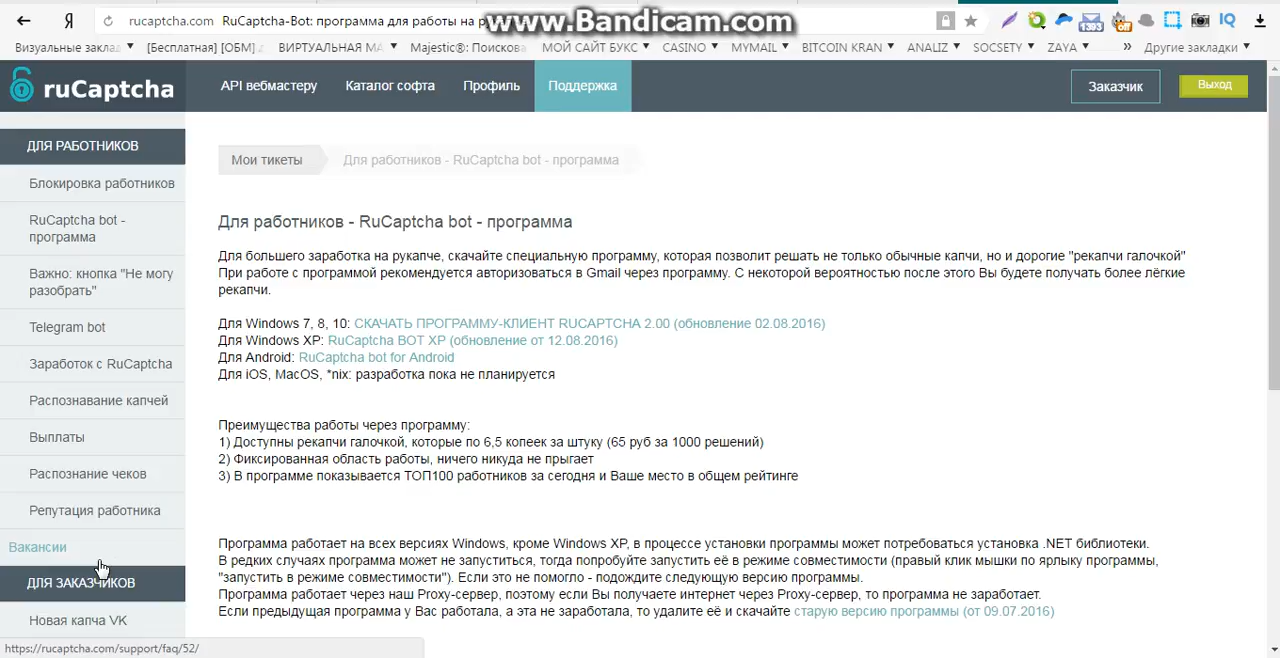 Я
rucaptcha.com RuCaptcha-Bot: программа для работы на р
www.Bandicam.com
1393
off
IQ
Визуальные заклад
[Бесплатная] [ОБМ]
ВИРТУАЛЬНАЯ МА
Majestic®: Поискова
МОЙ САЙТ БУКС
CASINO
MYMAIL
BITCOIN KRAN
ANALIZ
SOCSETY
ZAYA
»
Другие закладки
ruCaptcha
API вебмастеру
Каталог софта
Профиль
Поддержка
Заказчик
Выход
ДЛЯ РАБОТНИКОВ
Блокировка работников
RuCaptcha bot -
программа
Важно: кнопка "Не могу
разобрать"
Telegram bot
Заработок с RuCaptcha
Распознавание капчей
Выплаты
Распознание чеков
Репутация работника
Вакансии
ДЛЯ ЗАКАЗЧИКОВ
Новая капча VK
Мои тикеты
Для работников - RuCaptcha bot - программа
Для работников - RuCaptcha bot - программа
Для большего заработка на рукапче, скачайте специальную программу, которая позволит решать не только обычные капчи, но и дорогие "рекапчи галочкой"
При работе с программой рекомендуется авторизоваться в Gmail через программу. С некоторой вероятностью после этого Вы будете получать более лёгкие
рекапчи.
Для Windows 7, 8, 10: СКАЧАТЬ ПРОГРАММУ-КЛИЕНТ RUCAPTCHA 2.00 (обновление 02.08.2016)
Для Windows XP: RuCaptcha BOT XP (обновление от 12.08.2016)
Для Android: RuCaptcha bot for Android
Для iOS, MacOS, *nix: разработка пока не планируется
Преимущества работы через программу:
1) Доступны рекапчи галочкой, которые по 6,5 копеек за штуку (65 руб за 1000 решений)
2) Фиксированная область работы, ничего никуда не прыгает
3) В программе показывается ТОП100 работников за сегодня и Ваше место в общем рейтинге
Программа работает на всех версиях Windows, кроме Windows XP, в процессе установки программы может потребоваться установка .NET библиотеки.
В редких случаях программа может не запуститься, тогда попробуйте запустить её в режиме совместимости (правый клик мышки по ярлыку программы,
"запустить в режиме совместимости"). Если это не помогло - подождите следующую версию программы.
Программа работает через наш Proxy-сервер, поэтому если Вы получаете интернет через Proxy-сервер, то программа не заработает.
Если предыдущая программа у Вас работала, а эта не заработала, то удалите её и скачайте старую версию программы (от 09.07.2016)
https://rucaptcha.com/support/faq/52/